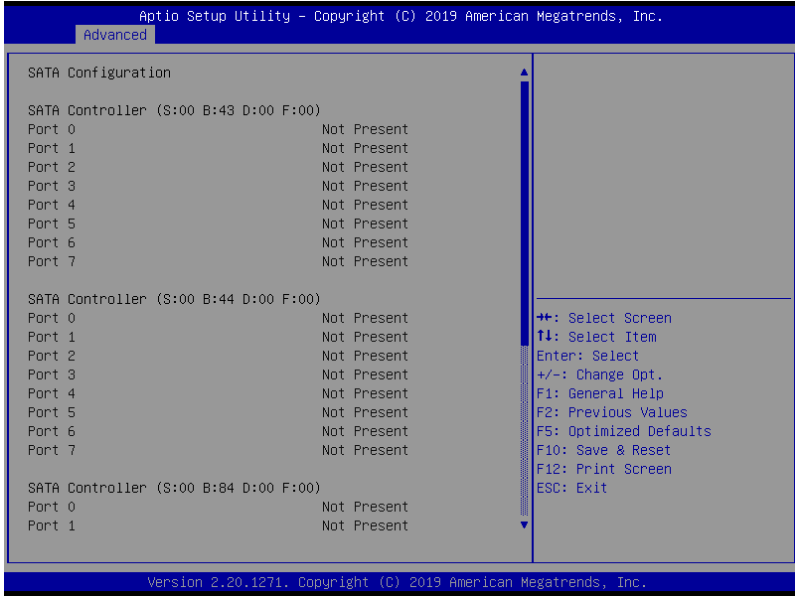 Aptio Setup Utility – Copyright (C) 2019 American Megatrends, Inc.
Advanced
SATA Configuration
SATA Controller (S:00 B:43 D:00 F:00)
Port 0 Not Present
Port 1 Not Present
Port 2 Not Present
Port 3 Not Present
Port 4 Not Present
Port 5 Not Present
Port 6 Not Present
Port 7 Not Present
SATA Controller (S:00 B:44 D:00 F:00)
Port 0 Not Present
Port 1 Not Present
Port 2 Not Present
Port 3 Not Present
Port 4 Not Present
Port 5 Not Present
Port 6 Not Present
Port 7 Not Present
SATA Controller (S:00 B:84 D:00 F:00)
Port 0 Not Present
Port 1 Not Present
→←: Select Screen
↑↓: Select Item
Enter: Select
+/-: Change Opt.
F1: General Help
F2: Previous Values
F5: Optimized Defaults
F10: Save & Reset
F12: Print Screen
ESC: Exit
Version 2.20.1271. Copyright (C) 2019 American Megatrends, Inc.